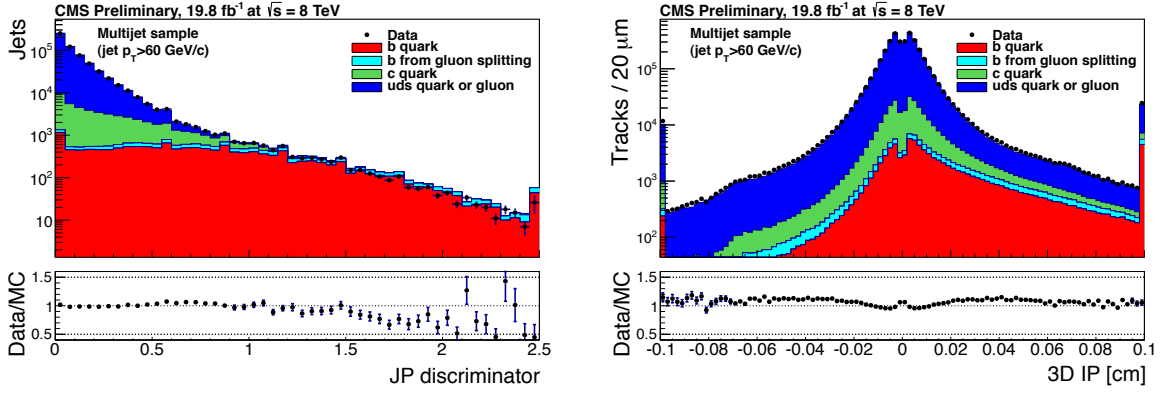 CMS Preliminary, 19.8 fb⁻¹ at √s = 8 TeV
Jets
10⁵
10⁴
10³
10²
10
Multijet sample
(jet p_T>60 GeV/c)
Data
b quark
b from gluon splitting
c quark
uds quark or gluon
Data/MC
1.5
1
0.5
0 0.5 1 1.5 2 2.5
JP discriminator
CMS Preliminary, 19.8 fb⁻¹ at √s = 8 TeV
Tracks / 20 μm
10⁵
10⁴
10³
10²
Multijet sample
(jet p_T>60 GeV/c)
Data
b quark
b from gluon splitting
c quark
uds quark or gluon
Data/MC
1.5
1
0.5
-0.1 -0.08 -0.06 -0.04 -0.02 0 0.02 0.04 0.06 0.08 0.1
3D IP [cm]